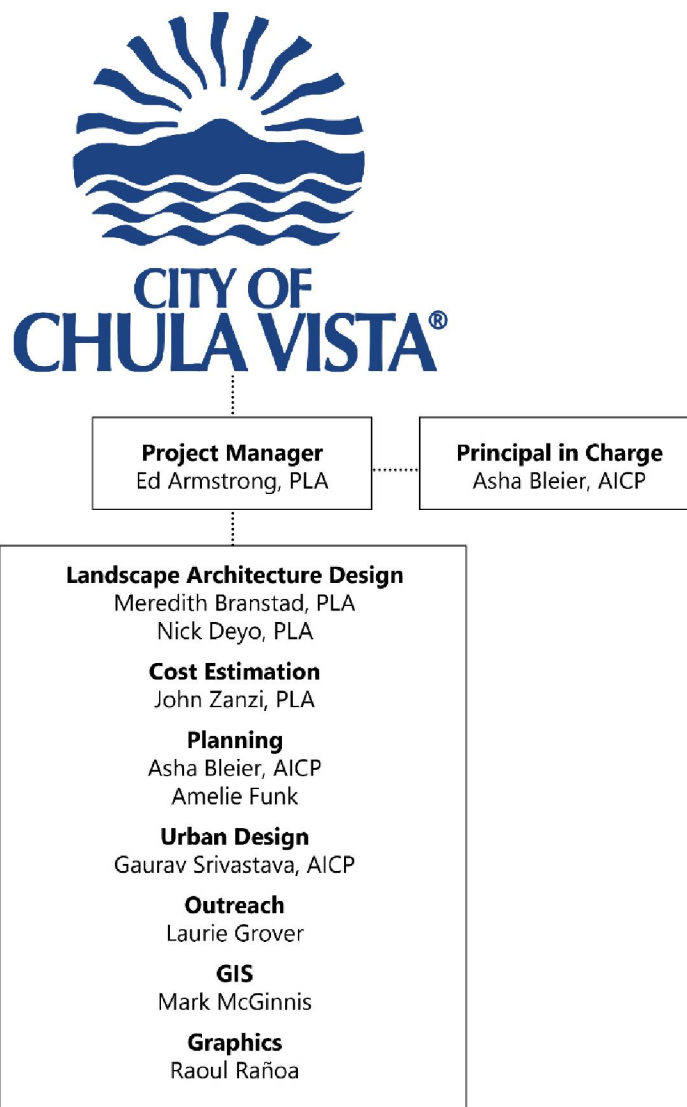 CITY OF
CHULA VISTA®
Project Manager
Ed Armstrong, PLA
Principal in Charge
Asha Bleier, AICP
Landscape Architecture Design
Meredith Branstad, PLA
Nick Deyo, PLA
Cost Estimation
John Zanzi, PLA
Planning
Asha Bleier, AICP
Amelie Funk
Urban Design
Gaurav Srivastava, AICP
Outreach
Laurie Grover
GIS
Mark McGinnis
Graphics
Raoul Rañoa